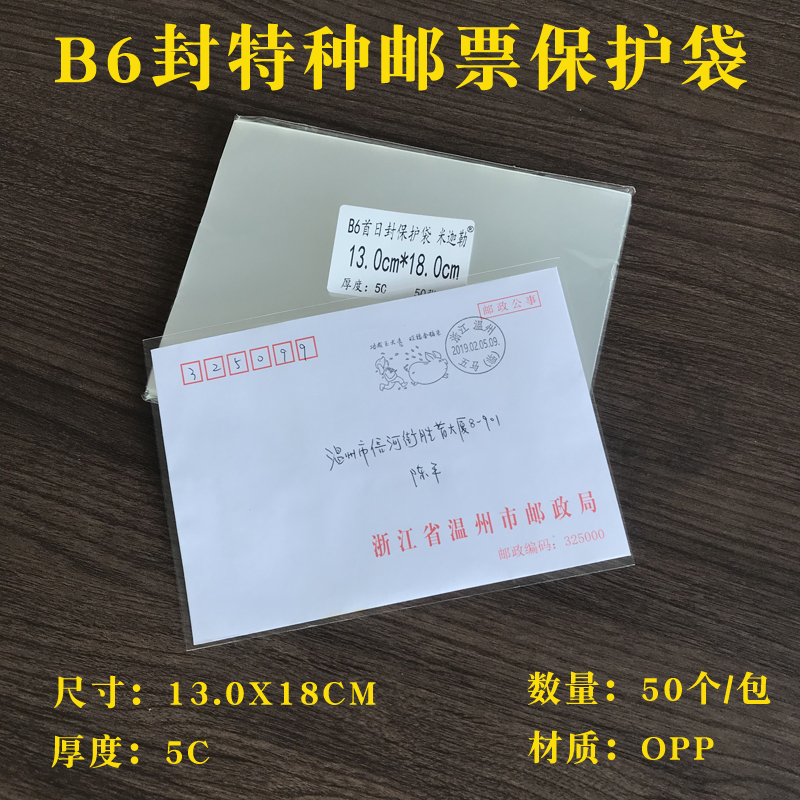 B6封特种邮票保护袋
B6首日封保护袋 米迦勒®
13.0cm*18.0cm
厚度：5C
邮政公事
浙江 温州
2019.02.05.09.
325099
温州市信河街胜昔大厦8-901
陈平
浙江省温州市邮政局
邮政编码：325000
尺寸：13.0X18CM
数量：50个/包
厚度：5C
材质：OPP